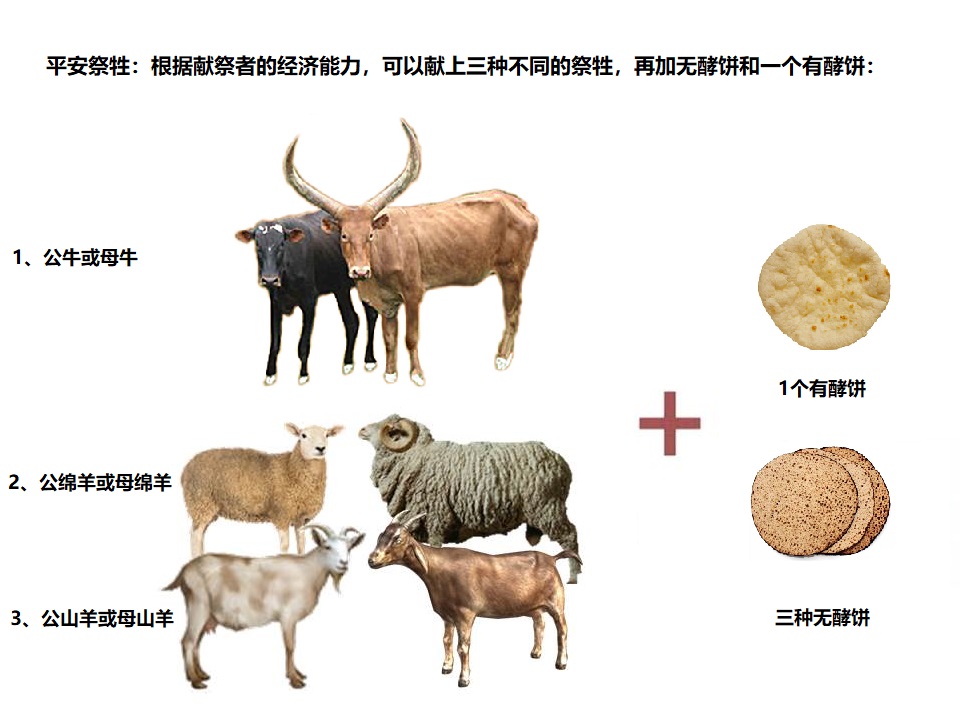 平安祭牲：根据献祭者的经济能力，可以献上三种不同的祭牲，再加无酵饼和一个有酵饼：
1、公牛或母牛
1个有酵饼
2、公绵羊或母绵羊
3、公山羊或母山羊
三种无酵饼